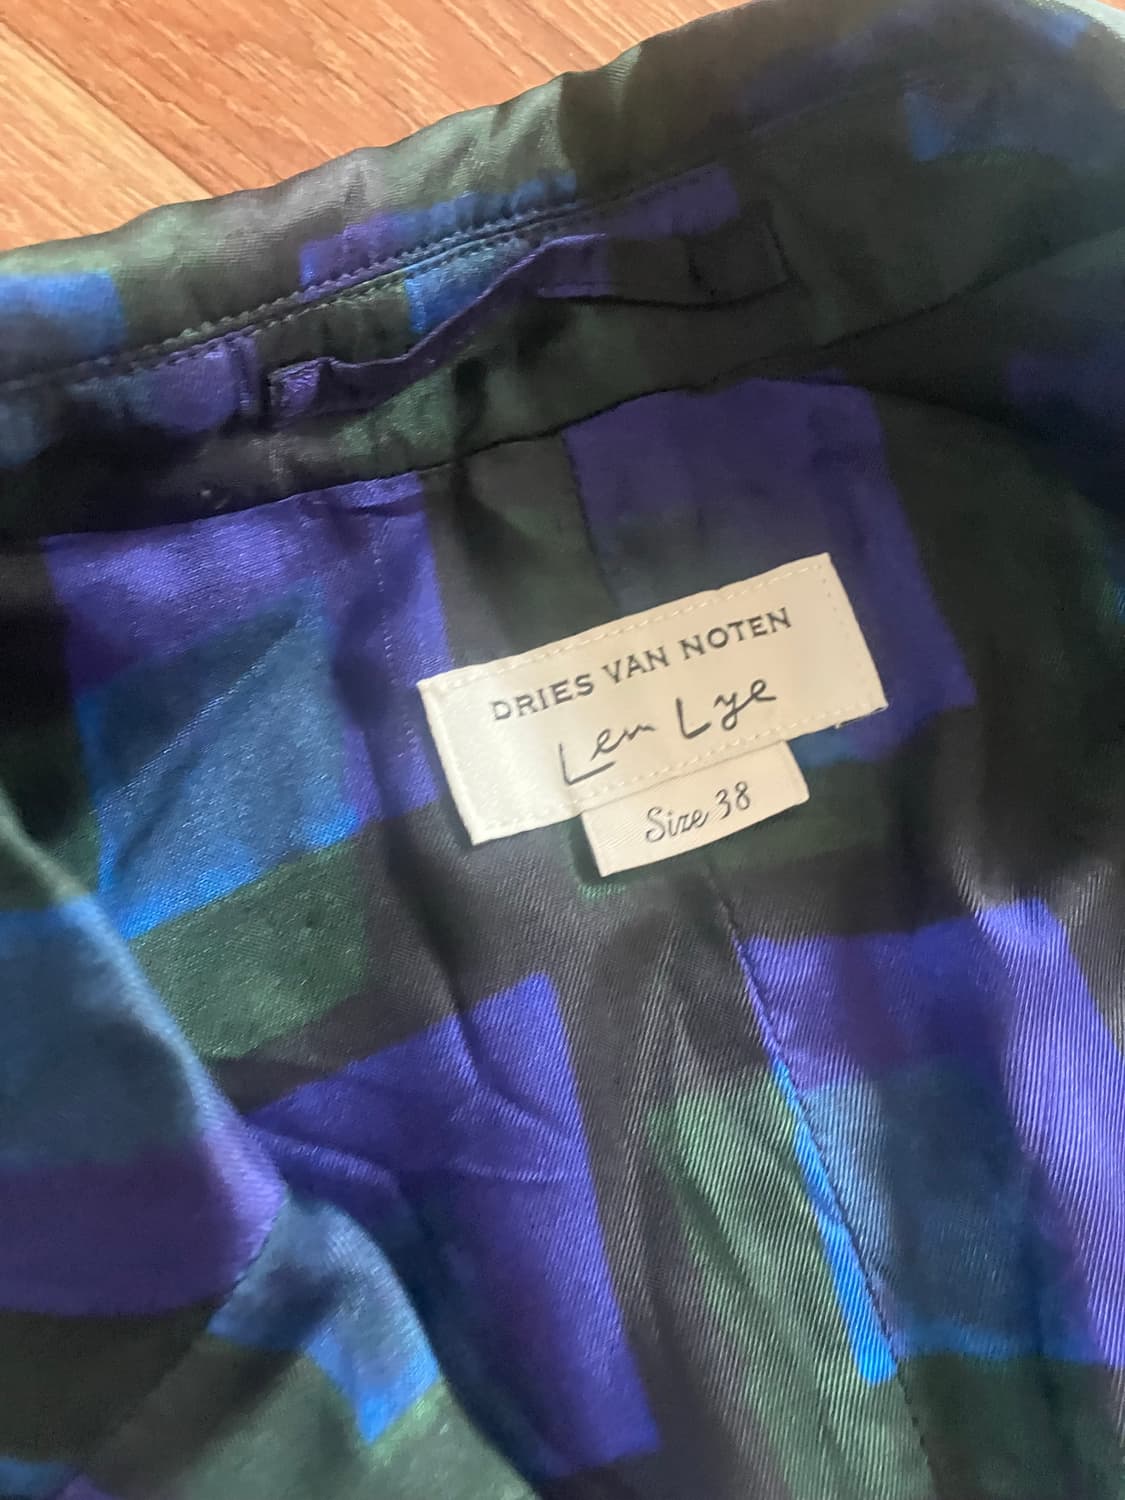 DRIES VAN NOTEN
Len Lye
Size 38